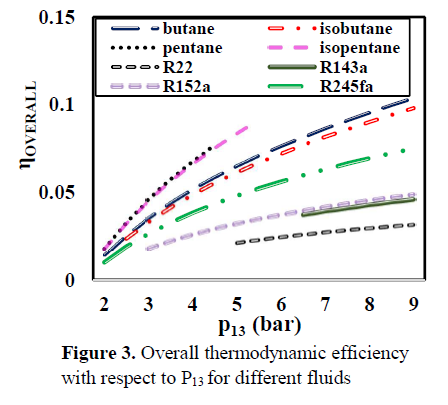 0.15
butane
isobutane
pentane
isopentane
R22
R143a
R152a
R245fa
0.1
0.05
0
ηOVERALL
2 3 4 5 6 7 8 9
p13 (bar)
Figure 3. Overall thermodynamic efficiency
with respect to P13 for different fluids